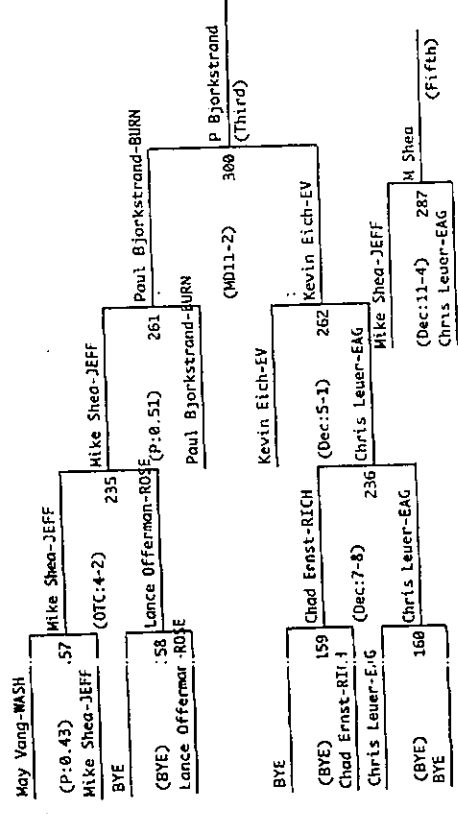 May Vang-WASH
(P:0.43) .57
Mike Shea-JEFF
Mike Shea-JEFF
BYE
(BYE) :58
Lance Offerman-ROSE
(OTC:4-2) 235
Lance Offerman-ROSE
Mike Shea-JEFF
(P:0.51) 261
Paul Bjorkstrand-BURN
Paul Bjorkstrand-BURN
BYE
(BYE) 159
Chad Ernst-RICH
Chad Ernst-RICH
Chris Leuer-EAG
(BYE) 160
BYE
(Dec:7-8) 236
Chris Leuer-EAG
Kevin Eich-EV
(Dec:5-1) 262
Chris Leuer-EAG
Kevin Eich-EV
(MD11-2) 300
P Bjorkstrand
(Third)
Mike Shea-JEFF
(Dec:11-4) 287
Chris Leuer-EAG
M Shea
(Fifth)